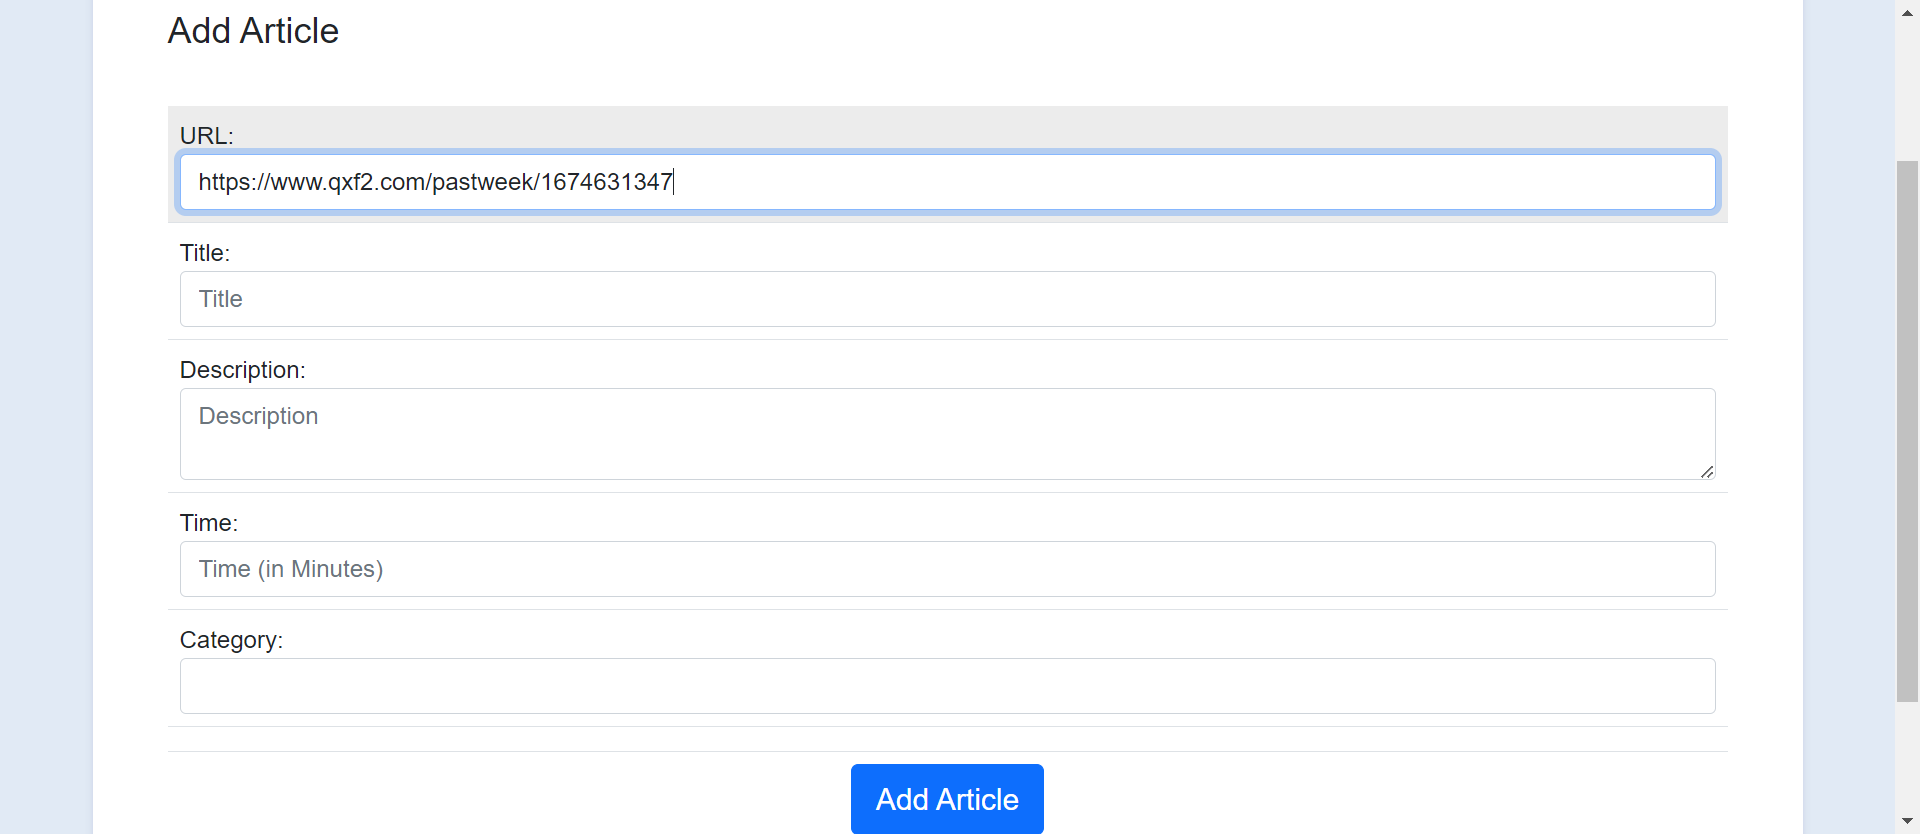 Add Article
URL:
https://www.qxf2.com/pastweek/1674631347
Title:
Title
Description:
Description
Time:
Time (in Minutes)
Category:
Add Article